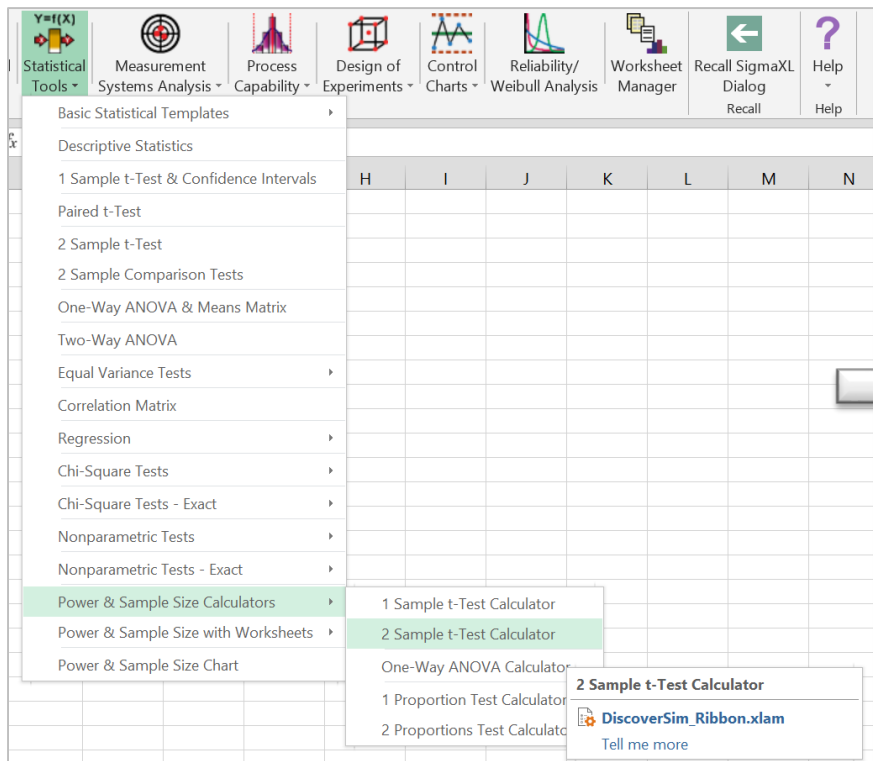 Y=f(X)
Statistical Tools
Measurement Systems Analysis
Process Capability
Design of Experiments
Control Charts
Reliability/ Weibull Analysis
Worksheet Manager
Recall SigmaXL Dialog
Recall
Help
Help
fx
H I J K L M N
Basic Statistical Templates
Descriptive Statistics
1 Sample t-Test & Confidence Intervals
Paired t-Test
2 Sample t-Test
2 Sample Comparison Tests
One-Way ANOVA & Means Matrix
Two-Way ANOVA
Equal Variance Tests
Correlation Matrix
Regression
Chi-Square Tests
Chi-Square Tests - Exact
Nonparametric Tests
Nonparametric Tests - Exact
Power & Sample Size Calculators
Power & Sample Size with Worksheets
Power & Sample Size Chart
1 Sample t-Test Calculator
2 Sample t-Test Calculator
One-Way ANOVA Calculator
1 Proportion Test Calculator
2 Proportions Test Calculato
2 Sample t-Test Calculator
DiscoverSim_Ribbon.xlam
Tell me more